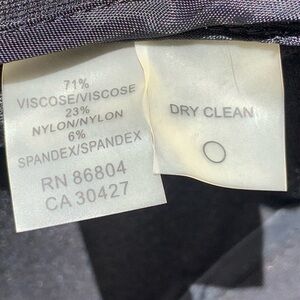 71%
VISCOSE/VISCOSE
23%
NYLON/NYLON
6%
SPANDEX/SPANDEX
RN 86804
CA 30427
DRY CLEAN